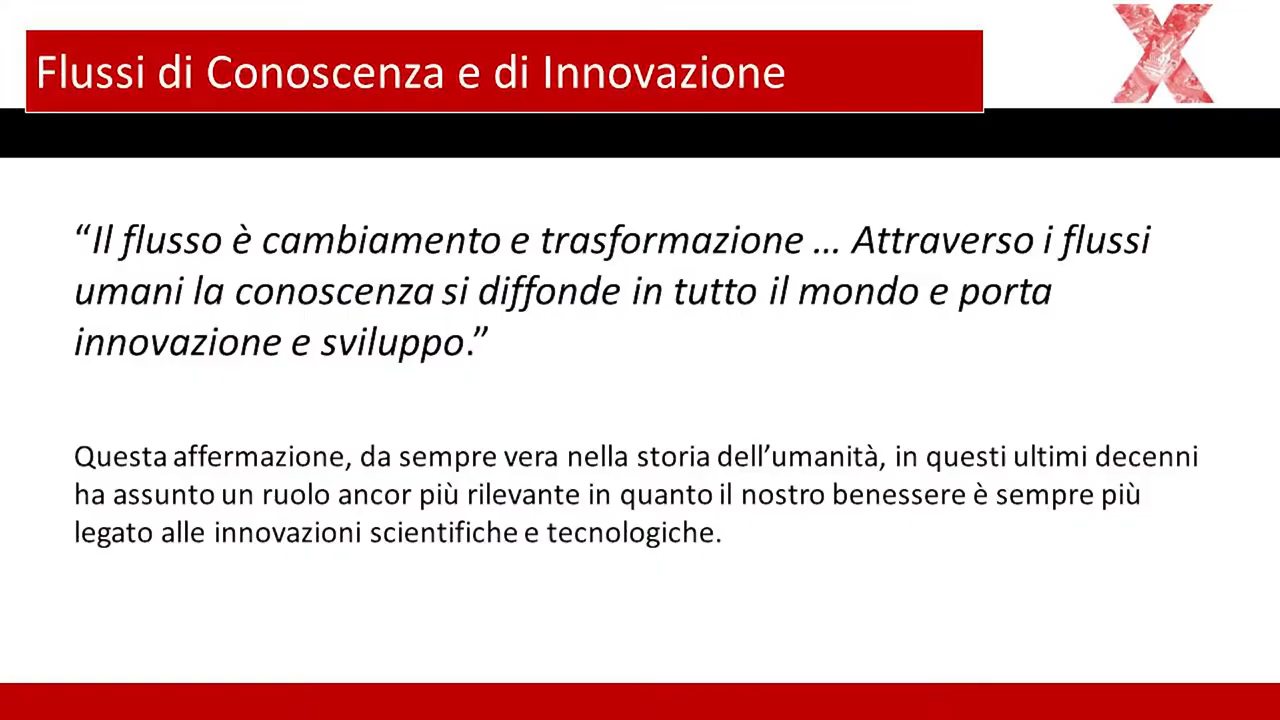 Flussi di Conoscenza e di Innovazione
“Il flusso è cambiamento e trasformazione … Attraverso i flussi
umani la conoscenza si diffonde in tutto il mondo e porta
innovazione e sviluppo.”
Questa affermazione, da sempre vera nella storia dell’umanità, in questi ultimi decenni
ha assunto un ruolo ancor più rilevante in quanto il nostro benessere è sempre più
legato alle innovazioni scientifiche e tecnologiche.